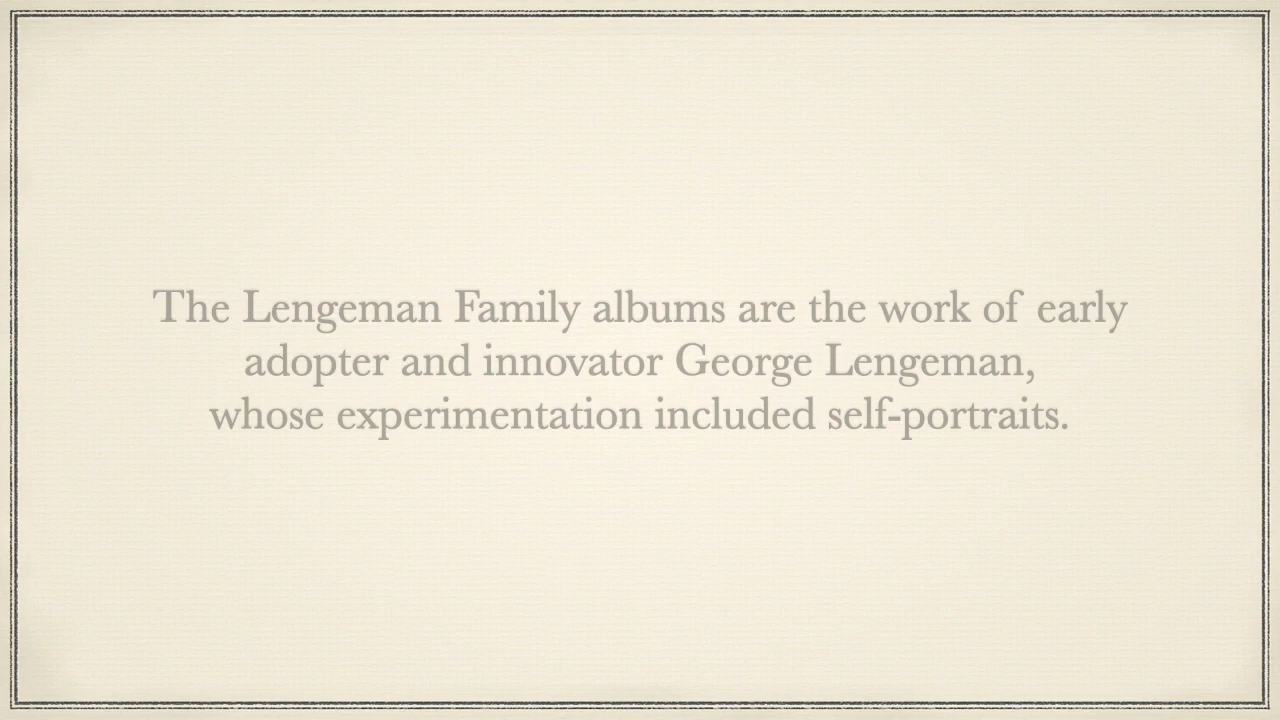 The Lengeman Family albums are the work of early
adopter and innovator George Lengeman,
whose experimentation included self-portraits.